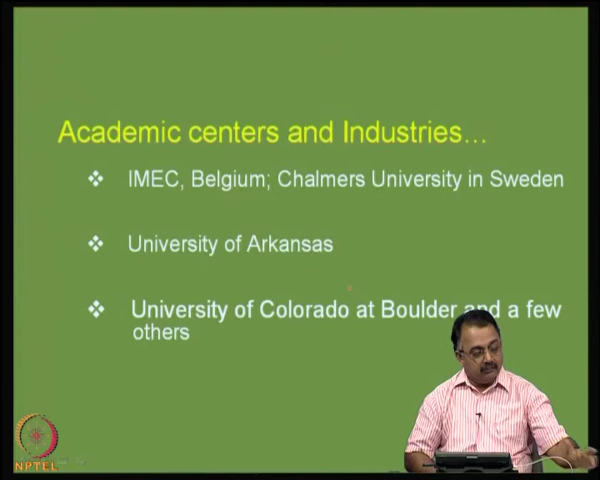 Academic centers and Industries...
❖ IMEC, Belgium; Chalmers University in Sweden
❖ University of Arkansas
❖ University of Colorado at Boulder and a few
others
NPTEL